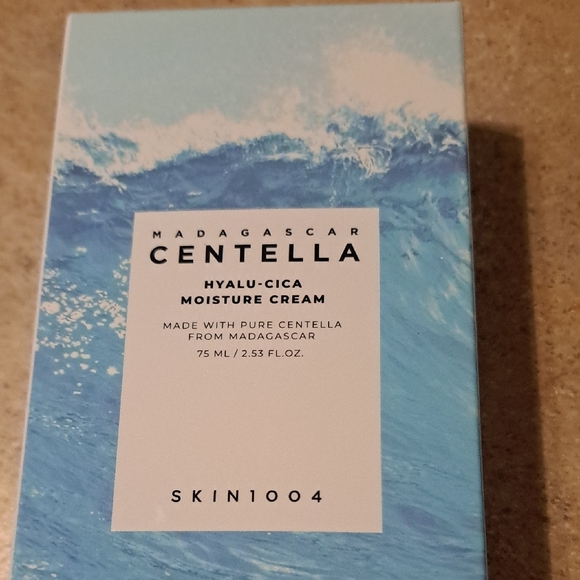 MADAGASCAR
CENTELLA
HYALU-CICA
MOISTURE CREAM
MADE WITH PURE CENTELLA
FROM MADAGASCAR
75 ML / 2.53 FL.OZ.
SKIN1004